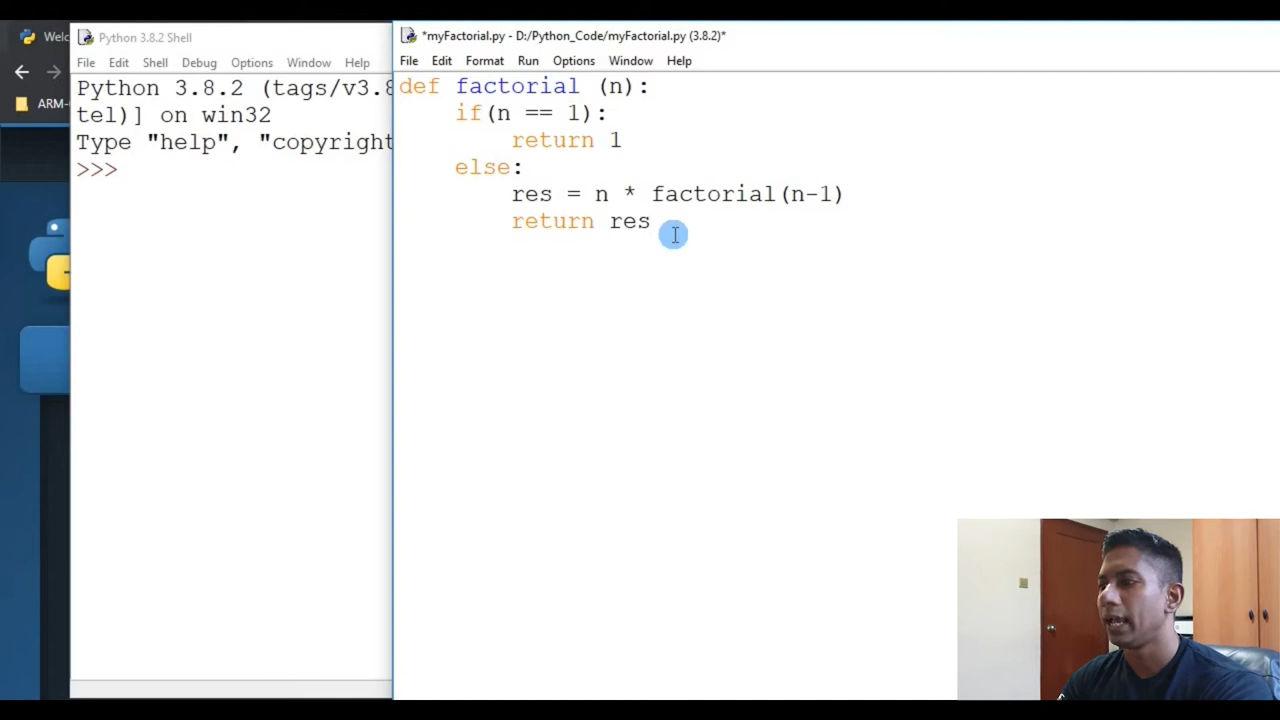 Welc
Python 3.8.2 Shell
*myFactorial.py - D:/Python_Code/myFactorial.py (3.8.2)*
File Edit Shell Debug Options Window Help
File Edit Format Run Options Window Help
ARM-
Python 3.8.2 (tags/v3.8
tel)] on win32
Type "help", "copyright
>>>
def factorial (n):
    if(n == 1):
        return 1
    else:
        res = n * factorial(n-1)
        return res